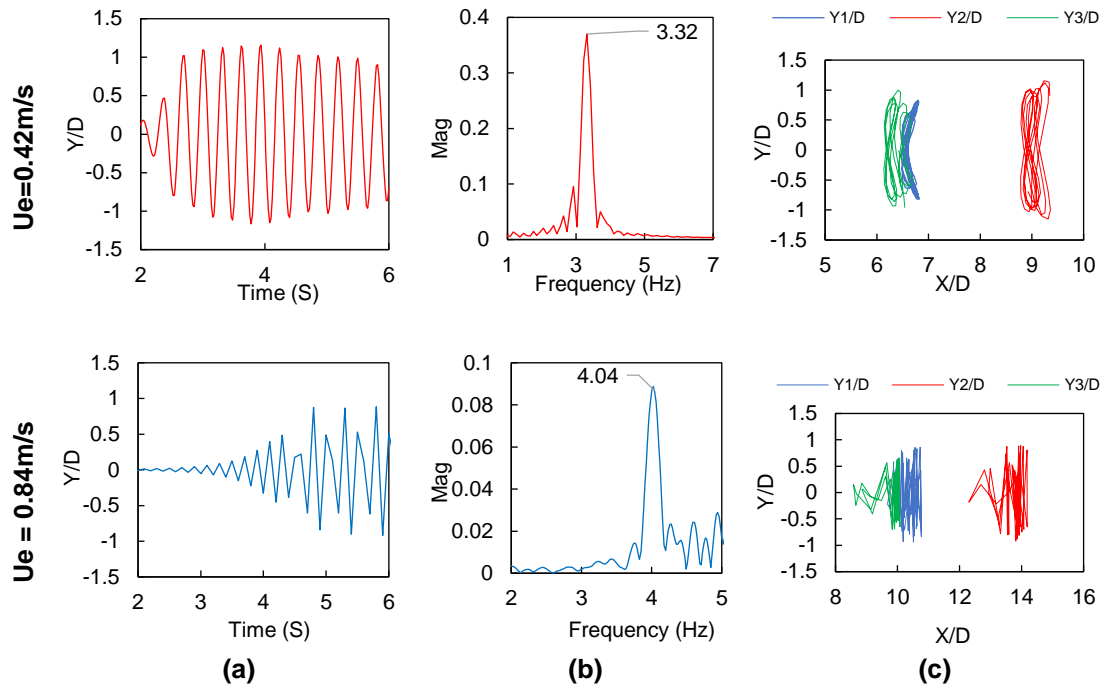 Ue=0.42m/s
1.5
1
0.5
0
-0.5
-1
-1.5
Y/D
2
4
6
Time (S)
0.4
0.3
0.2
0.1
0
Mag
3.32
1
3
5
7
Frequency (Hz)
Y1/D
Y2/D
Y3/D
1.5
1
0.5
0
-0.5
-1
-1.5
Y/D
5
6
7
8
9
10
X/D
Ue = 0.84m/s
1.5
1
0.5
0
-0.5
-1
-1.5
Y/D
2
3
4
5
6
Time (S)
0.1
0.08
0.06
0.04
0.02
0
Mag
4.04
2
3
4
5
Frequency (Hz)
Y1/D
Y2/D
Y3/D
1.5
1
0.5
0
-0.5
-1
-1.5
Y/D
8
10
12
14
16
X/D
(a)
(b)
(c)